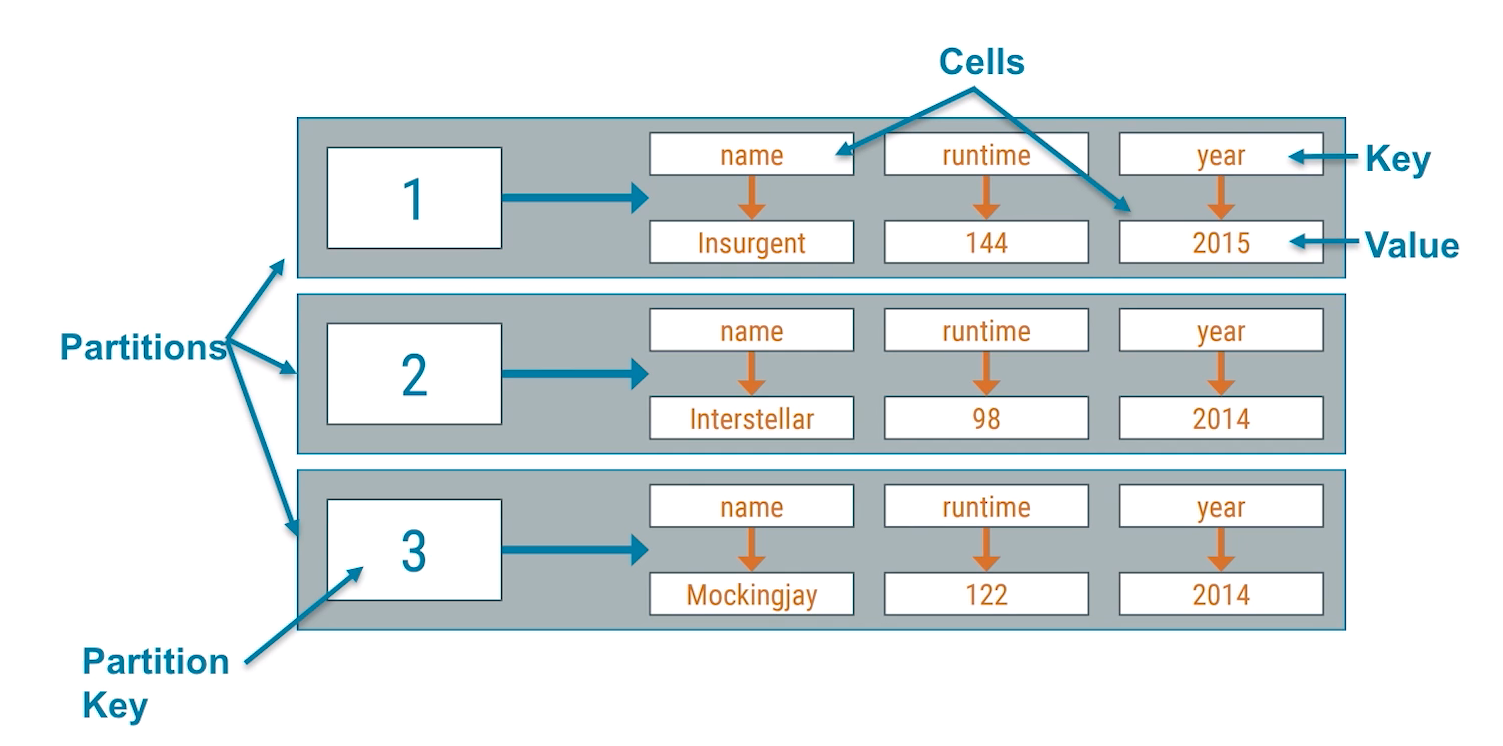 Cells
name
runtime
year
Key
1
Insurgent
144
2015
Value
Partitions
name
runtime
year
2
Interstellar
98
2014
name
runtime
year
3
Mockingjay
122
2014
Partition
Key